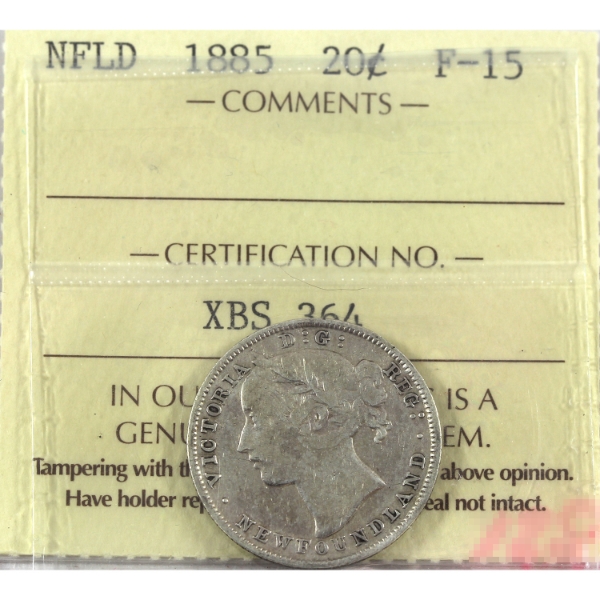 NFLD 1885 20¢ F-15
— COMMENTS —
— CERTIFICATION NO. —
XBS 364
IN OU IS A
GENU EM.
Tampering with th above opinion.
Have holder rep eal not intact.
VICTORIA D:G: REG:
NEWFOUNDLAND